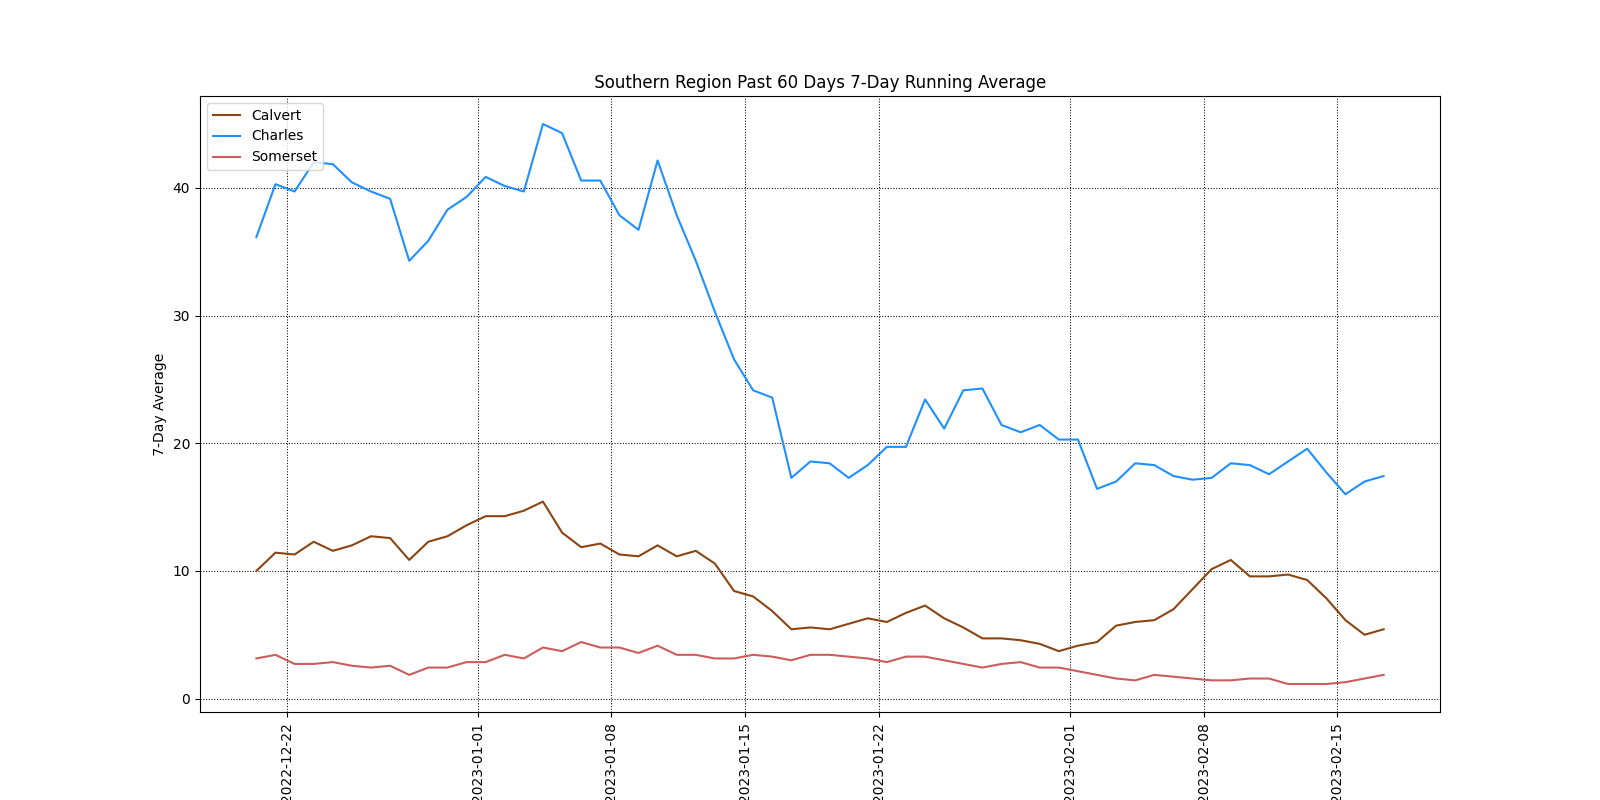 Southern Region Past 60 Days 7-Day Running Average
Calvert
Charles
Somerset
7-Day Average
40
30
20
10
0
2022-12-22
2023-01-01
2023-01-08
2023-01-15
2023-01-22
2023-02-01
2023-02-08
2023-02-15